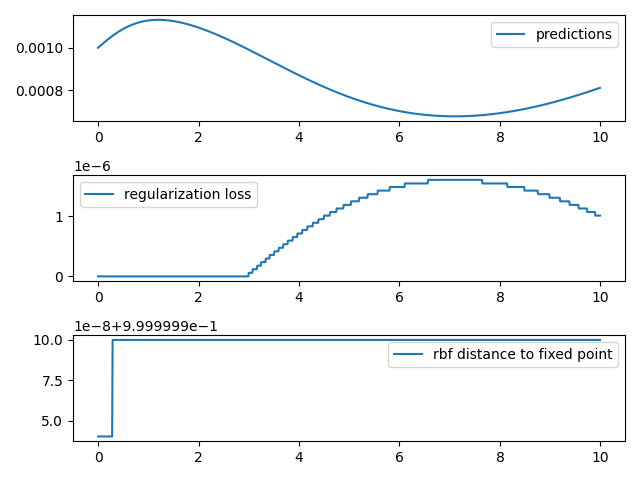 predictions
0.0010
0.0008
0 2 4 6 8 10
1e−6
regularization loss
1
0
0 2 4 6 8 10
1e−8+9.999999e−1
10.0
rbf distance to fixed point
7.5
5.0
0 2 4 6 8 10